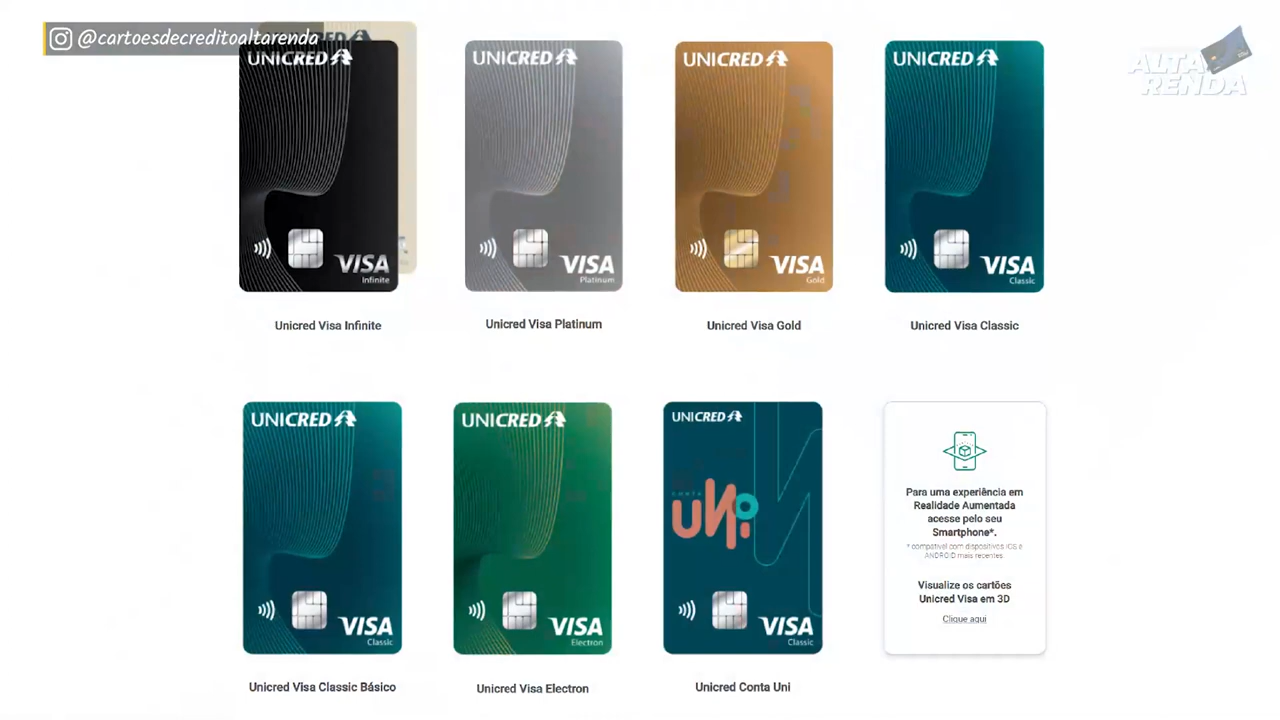 @cartoesdecreditoaltarenda
ALTA
RENDA
UNICRED
VISA
Infinite
Unicred Visa Infinite
UNICRED
VISA
Platinum
Unicred Visa Platinum
UNICRED
VISA
Gold
Unicred Visa Gold
UNICRED
VISA
Classic
Unicred Visa Classic
UNICRED
VISA
Classic
Unicred Visa Classic Básico
UNICRED
VISA
Electron
Unicred Visa Electron
UNICRED
CONTA
UNi
VISA
Classic
Unicred Conta Uni
Para uma experiência em
Realidade Aumentada
acesse pelo seu
Smartphone*.
* compatível com dispositivos IOS e
ANDROID mais recentes.
Visualize os cartões
Unicred Visa em 3D
Clique aqui